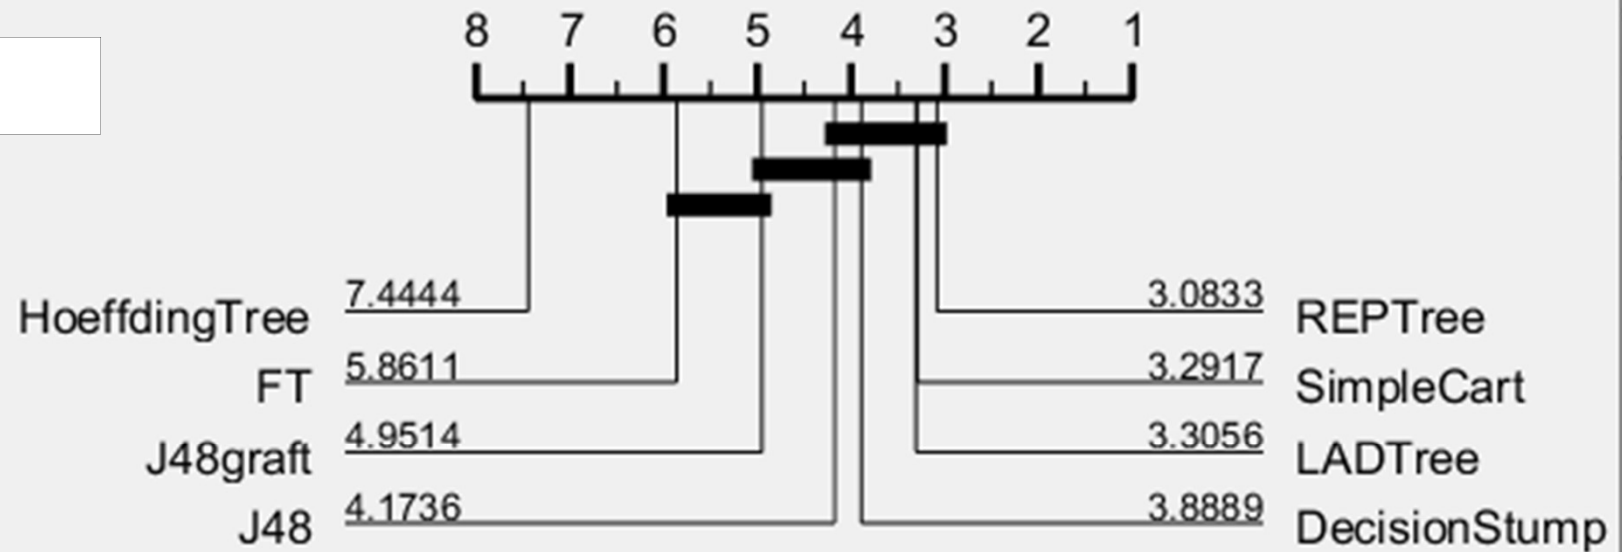 8 7 6 5 4 3 2 1
HoeffdingTree 7.4444 3.0833 REPTree
FT 5.8611 3.2917 SimpleCart
J48graft 4.9514 3.3056 LADTree
J48 4.1736 3.8889 DecisionStump